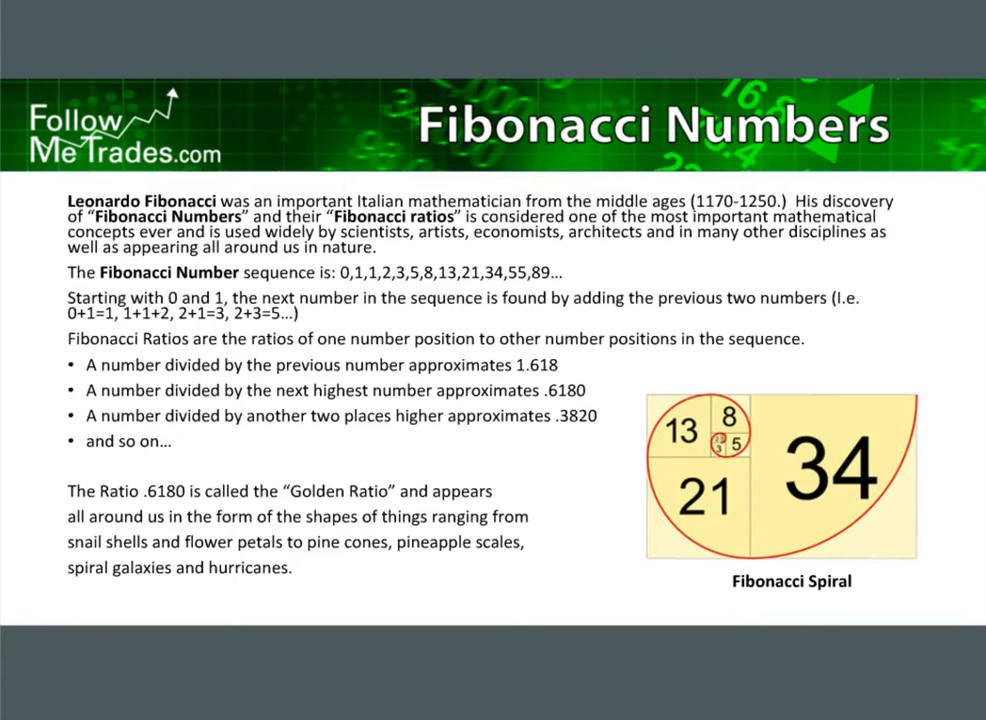 Follow
MeTrades.com
Fibonacci Numbers
Leonardo Fibonacci was an important Italian mathematician from the middle ages (1170-1250.) His discovery
of “Fibonacci Numbers” and their “Fibonacci ratios” is considered one of the most important mathematical
concepts ever and is used widely by scientists, artists, economists, architects and in many other disciplines as
well as appearing all around us in nature.
The Fibonacci Number sequence is: 0,1,1,2,3,5,8,13,21,34,55,89…
Starting with 0 and 1, the next number in the sequence is found by adding the previous two numbers (I.e.
0+1=1, 1+1+2, 2+1=3, 2+3=5…)
Fibonacci Ratios are the ratios of one number position to other number positions in the sequence.
• A number divided by the previous number approximates 1.618
• A number divided by the next highest number approximates .6180
• A number divided by another two places higher approximates .3820
• and so on…
The Ratio .6180 is called the “Golden Ratio” and appears
all around us in the form of the shapes of things ranging from
snail shells and flower petals to pine cones, pineapple scales,
spiral galaxies and hurricanes.
8
13
5
3
34
21
Fibonacci Spiral